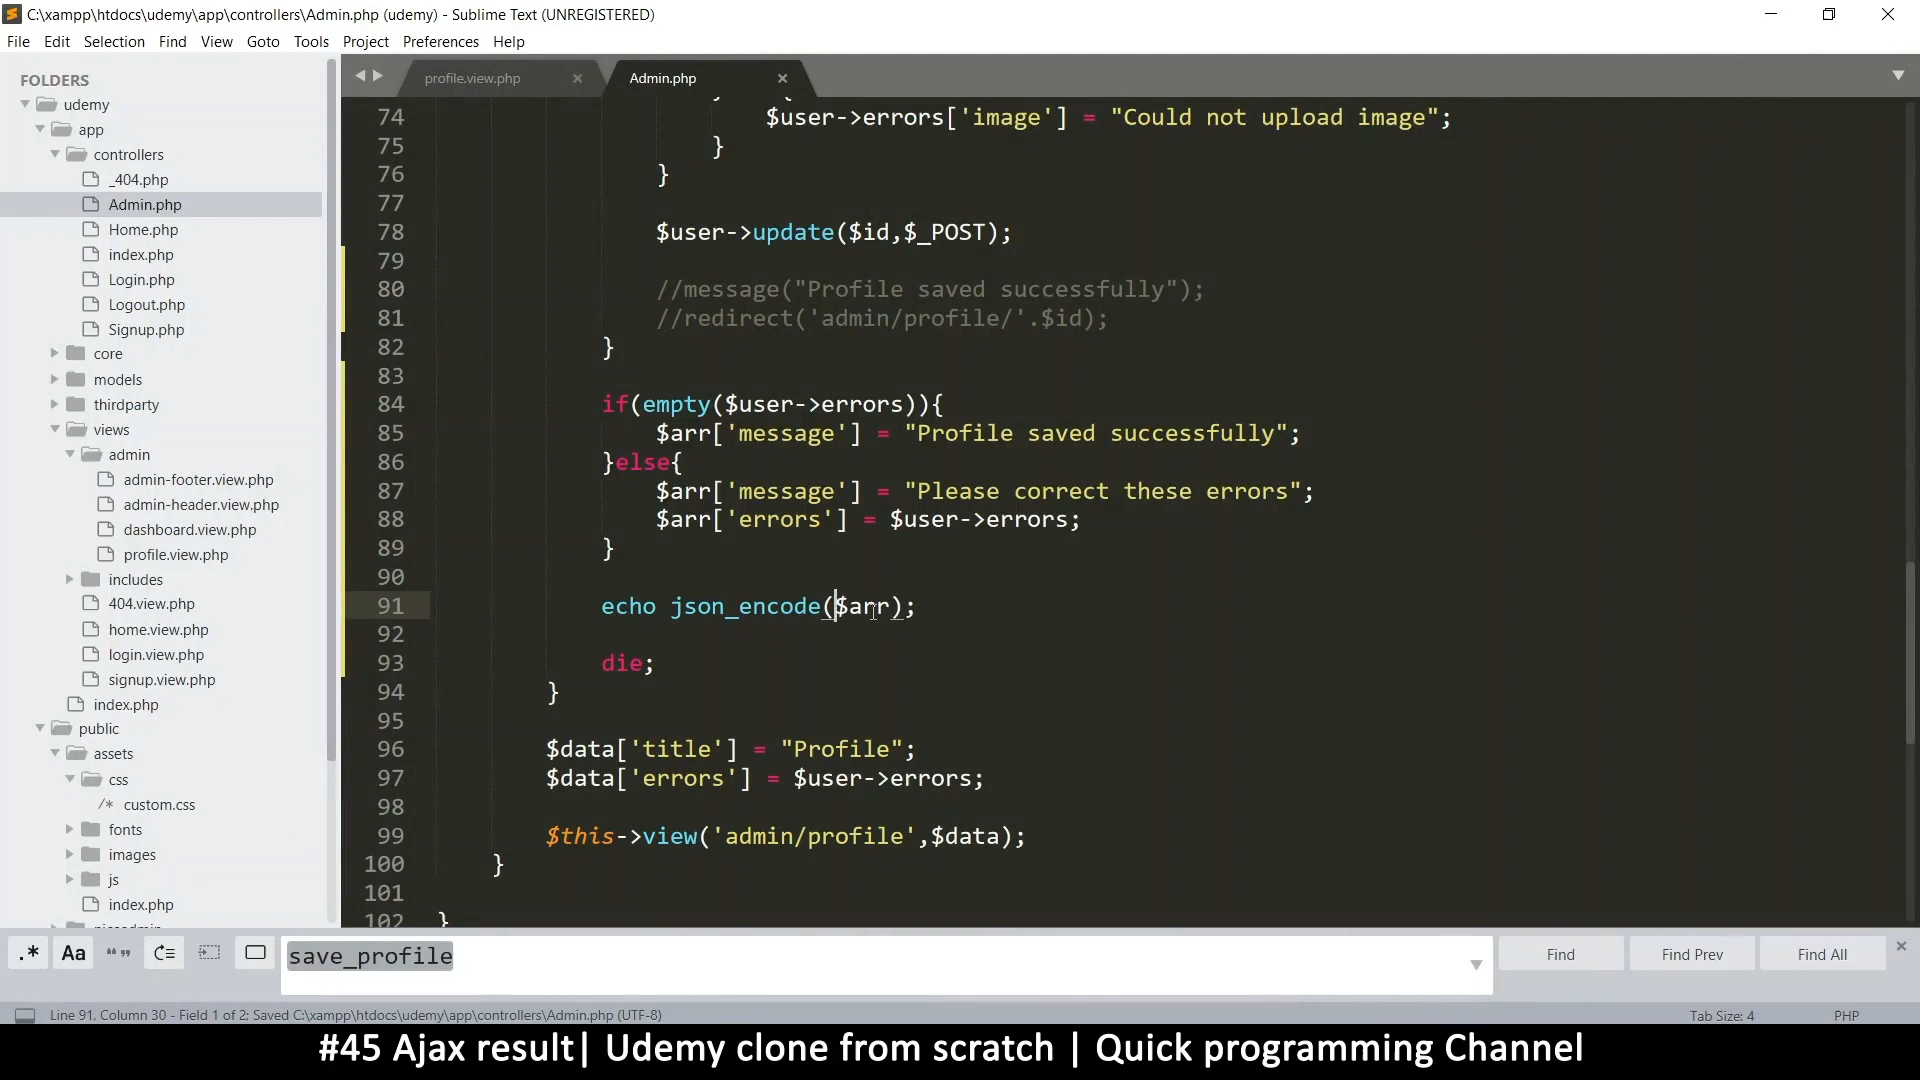 C:\xampp\htdocs\udemy\app\controllers\Admin.php (udemy) - Sublime Text (UNREGISTERED)
File Edit Selection Find View Goto Tools Project Preferences Help
FOLDERS
udemy
app
controllers
_404.php
Admin.php
Home.php
index.php
Login.php
Logout.php
Signup.php
core
models
thirdparty
views
admin
admin-footer.view.php
admin-header.view.php
dashboard.view.php
profile.view.php
includes
404.view.php
home.view.php
login.view.php
signup.view.php
index.php
public
assets
css
/* custom.css
fonts
images
js
index.php
profile.view.php Admin.php
74 $user->errors['image'] = "Could not upload image";
75 }
76 }
77
78 $user->update($id,$_POST);
79
80 //message("Profile saved successfully");
81 //redirect('admin/profile/'.$id);
82 }
83
84 if(empty($user->errors)){
85 $arr['message'] = "Profile saved successfully";
86 }else{
87 $arr['message'] = "Please correct these errors";
88 $arr['errors'] = $user->errors;
89 }
90
91 echo json_encode($arr);
92
93 die;
94 }
95
96 $data['title'] = "Profile";
97 $data['errors'] = $user->errors;
98
99 $this->view('admin/profile',$data);
100 }
101
102 }
.* Aa “” save_profile Find Find Prev Find All
Line 91, Column 30 - Field 1 of 2; Saved C:\xampp\htdocs\udemy\app\controllers\Admin.php (UTF-8) Tab Size: 4 PHP
#45 Ajax result| Udemy clone from scratch | Quick programming Channel